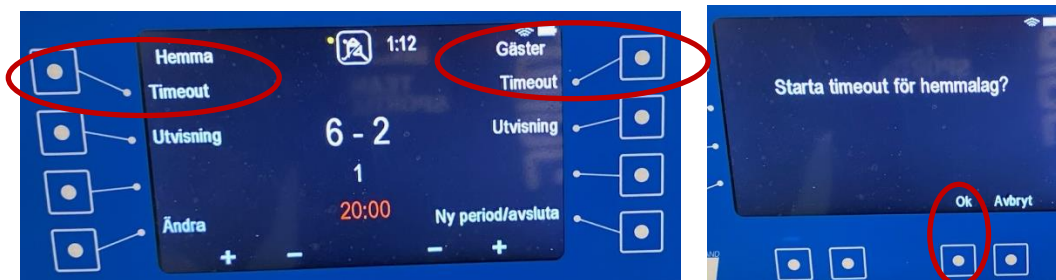 Hemma
1:12
Gäster
Timeout
Timeout
Utvisning
6 - 2
Utvisning
1
20:00
Ändra
Ny period/avsluta
+ - - +
Starta timeout för hemmalag?
Ok Avbryt